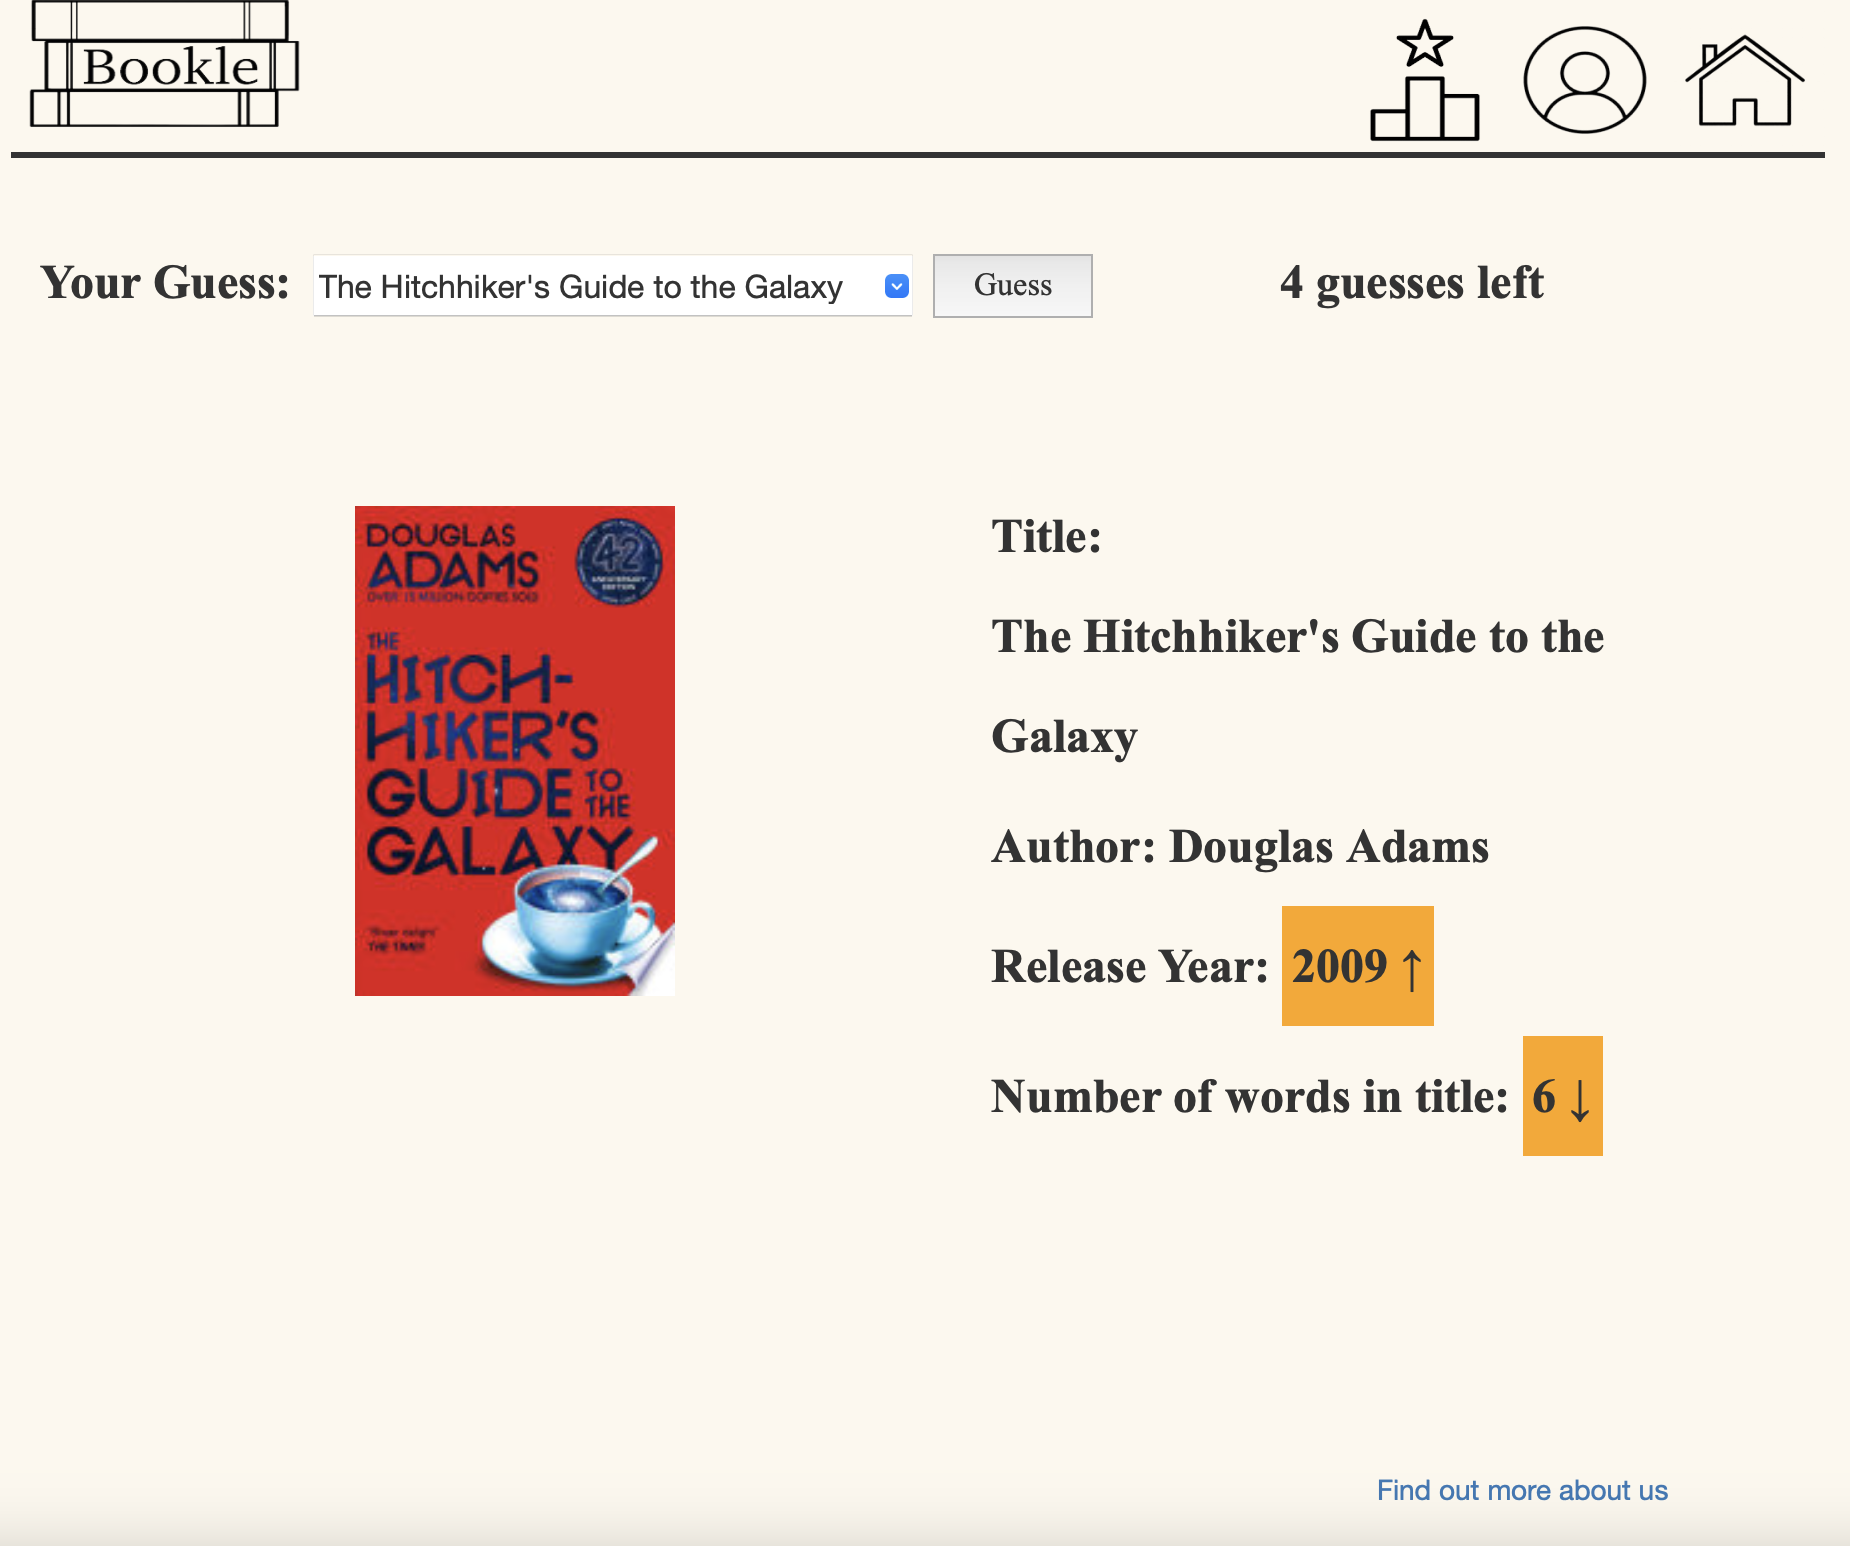 Bookle
Your Guess: The Hitchhiker's Guide to the Galaxy Guess 4 guesses left
DOUGLAS
ADAMS
OVER 15 MILLION COPIES SOLD
42
ANNIVERSARY
EDITION
THE
HITCH-
HIKER'S
GUIDE TO
THE
GALAXY
THE TIMES
Title:
The Hitchhiker's Guide to the
Galaxy
Author: Douglas Adams
Release Year: 2009 ↑
Number of words in title: 6 ↓
Find out more about us